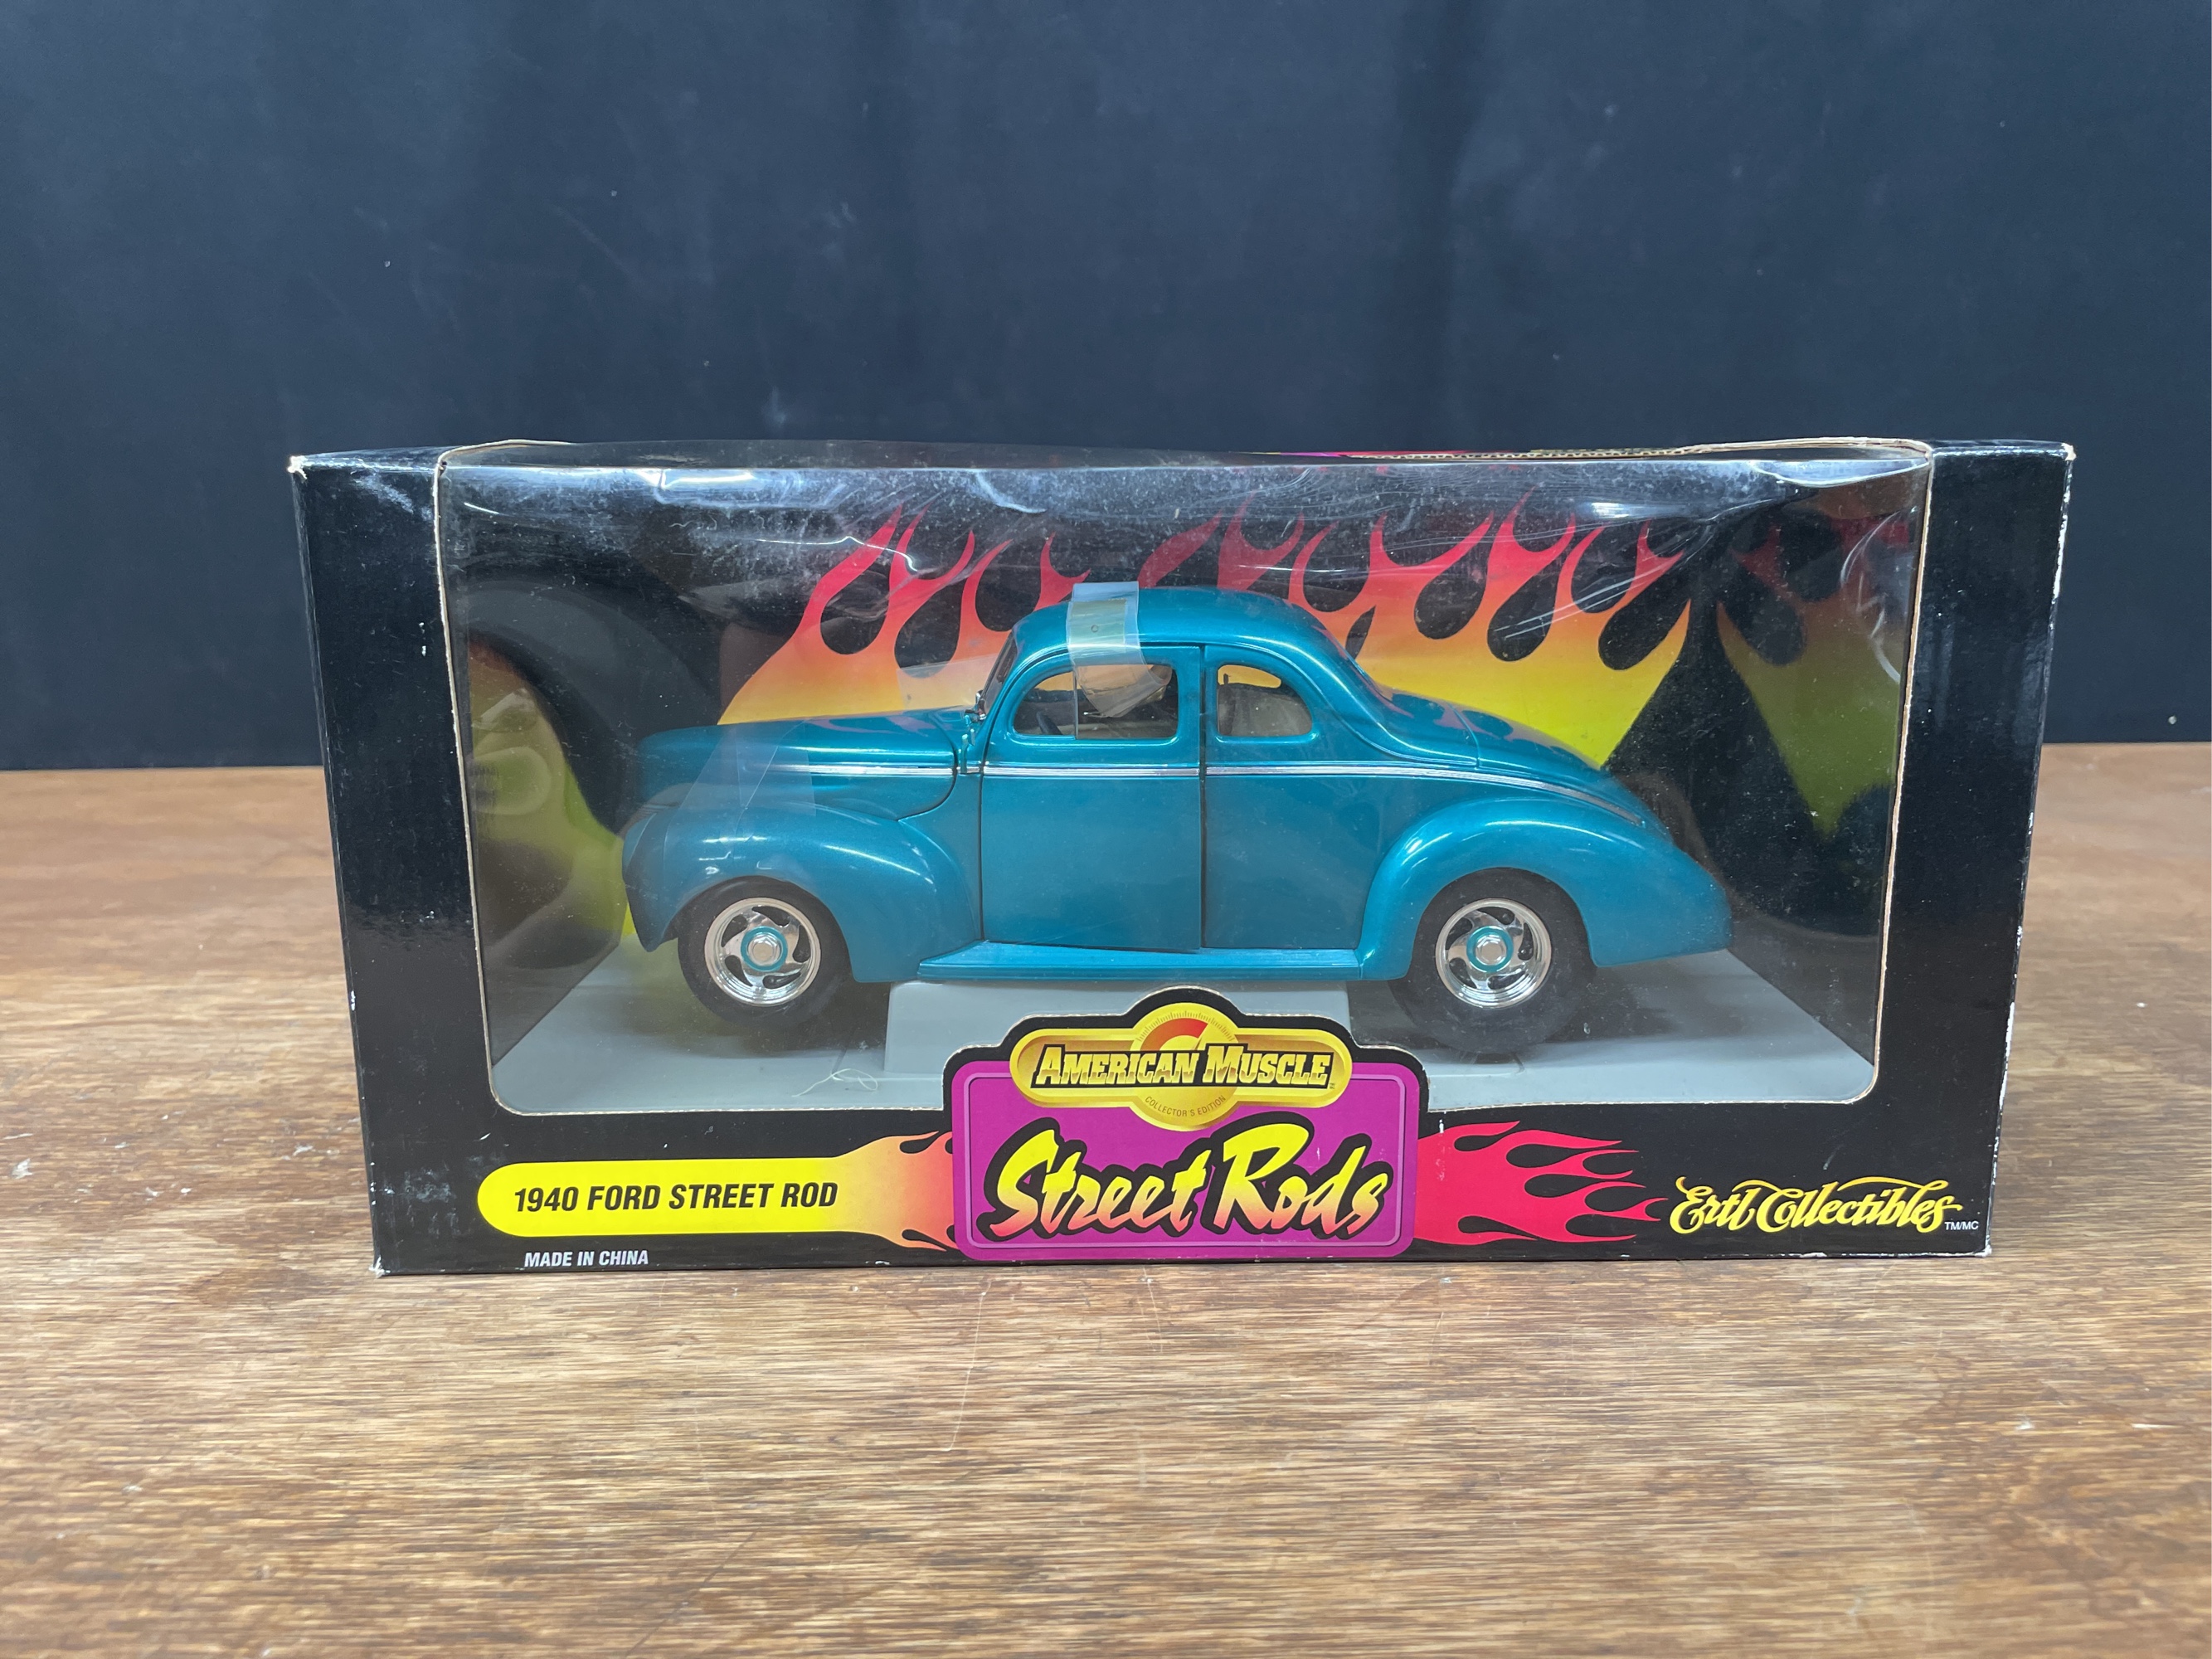 AMERICAN MUSCLE
COLLECTOR'S EDITION
Street Rods
1940 FORD STREET ROD
MADE IN CHINA
Ertl Collectibles TM/MC